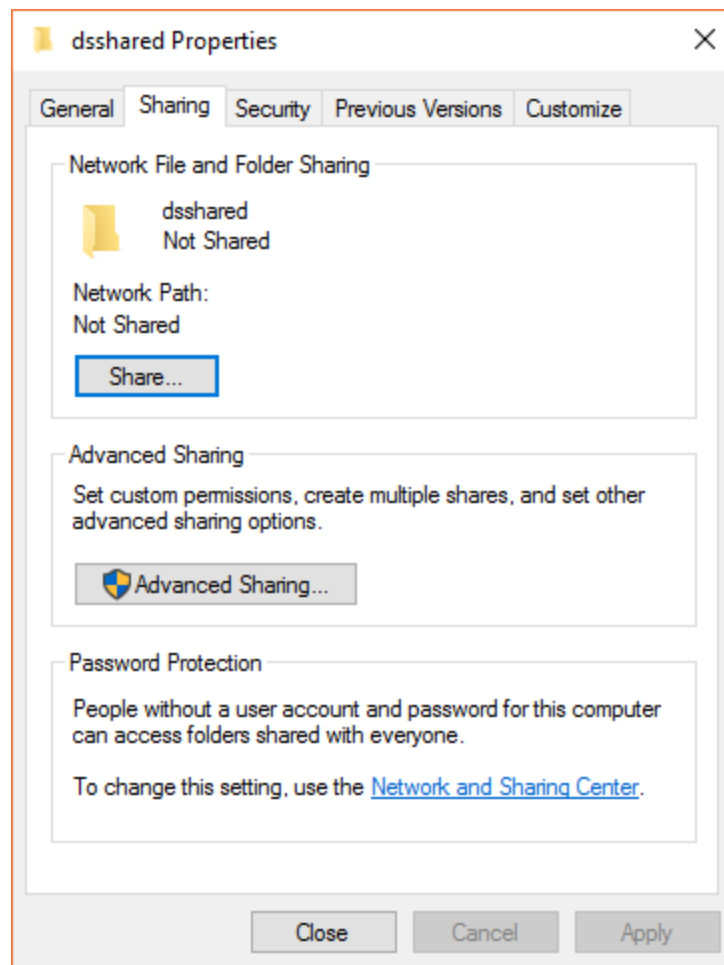 dsshared Properties
General Sharing Security Previous Versions Customize
Network File and Folder Sharing
dsshared
Not Shared
Network Path:
Not Shared
Share...
Advanced Sharing
Set custom permissions, create multiple shares, and set other
advanced sharing options.
Advanced Sharing...
Password Protection
People without a user account and password for this computer
can access folders shared with everyone.
To change this setting, use the Network and Sharing Center.
Close Cancel Apply